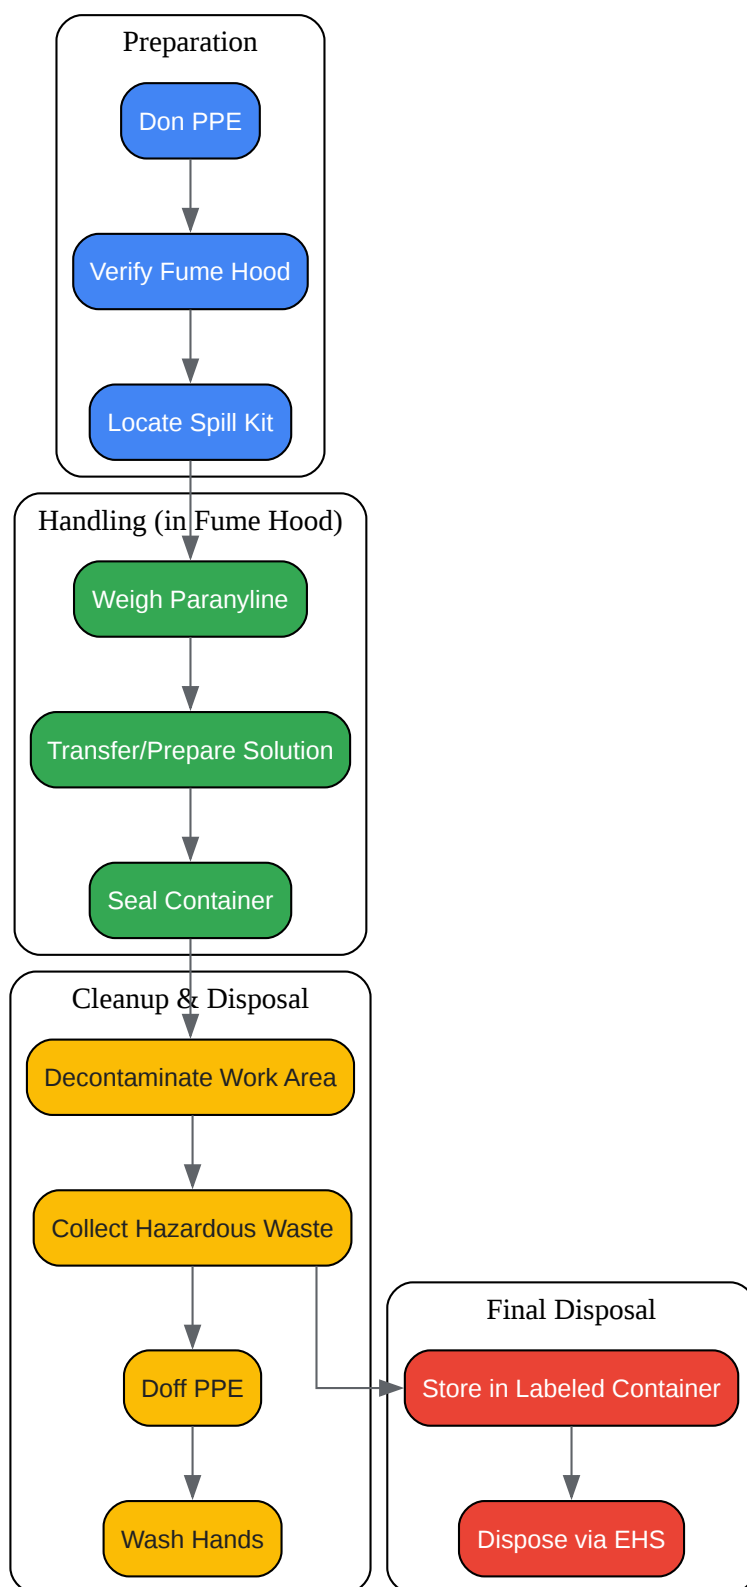 Preparation
Don PPE
Verify Fume Hood
Locate Spill Kit
Handling (in Fume Hood)
Weigh Paranyline
Transfer/Prepare Solution
Seal Container
Cleanup & Disposal
Decontaminate Work Area
Collect Hazardous Waste
Doff PPE
Wash Hands
Final Disposal
Store in Labeled Container
Dispose via EHS